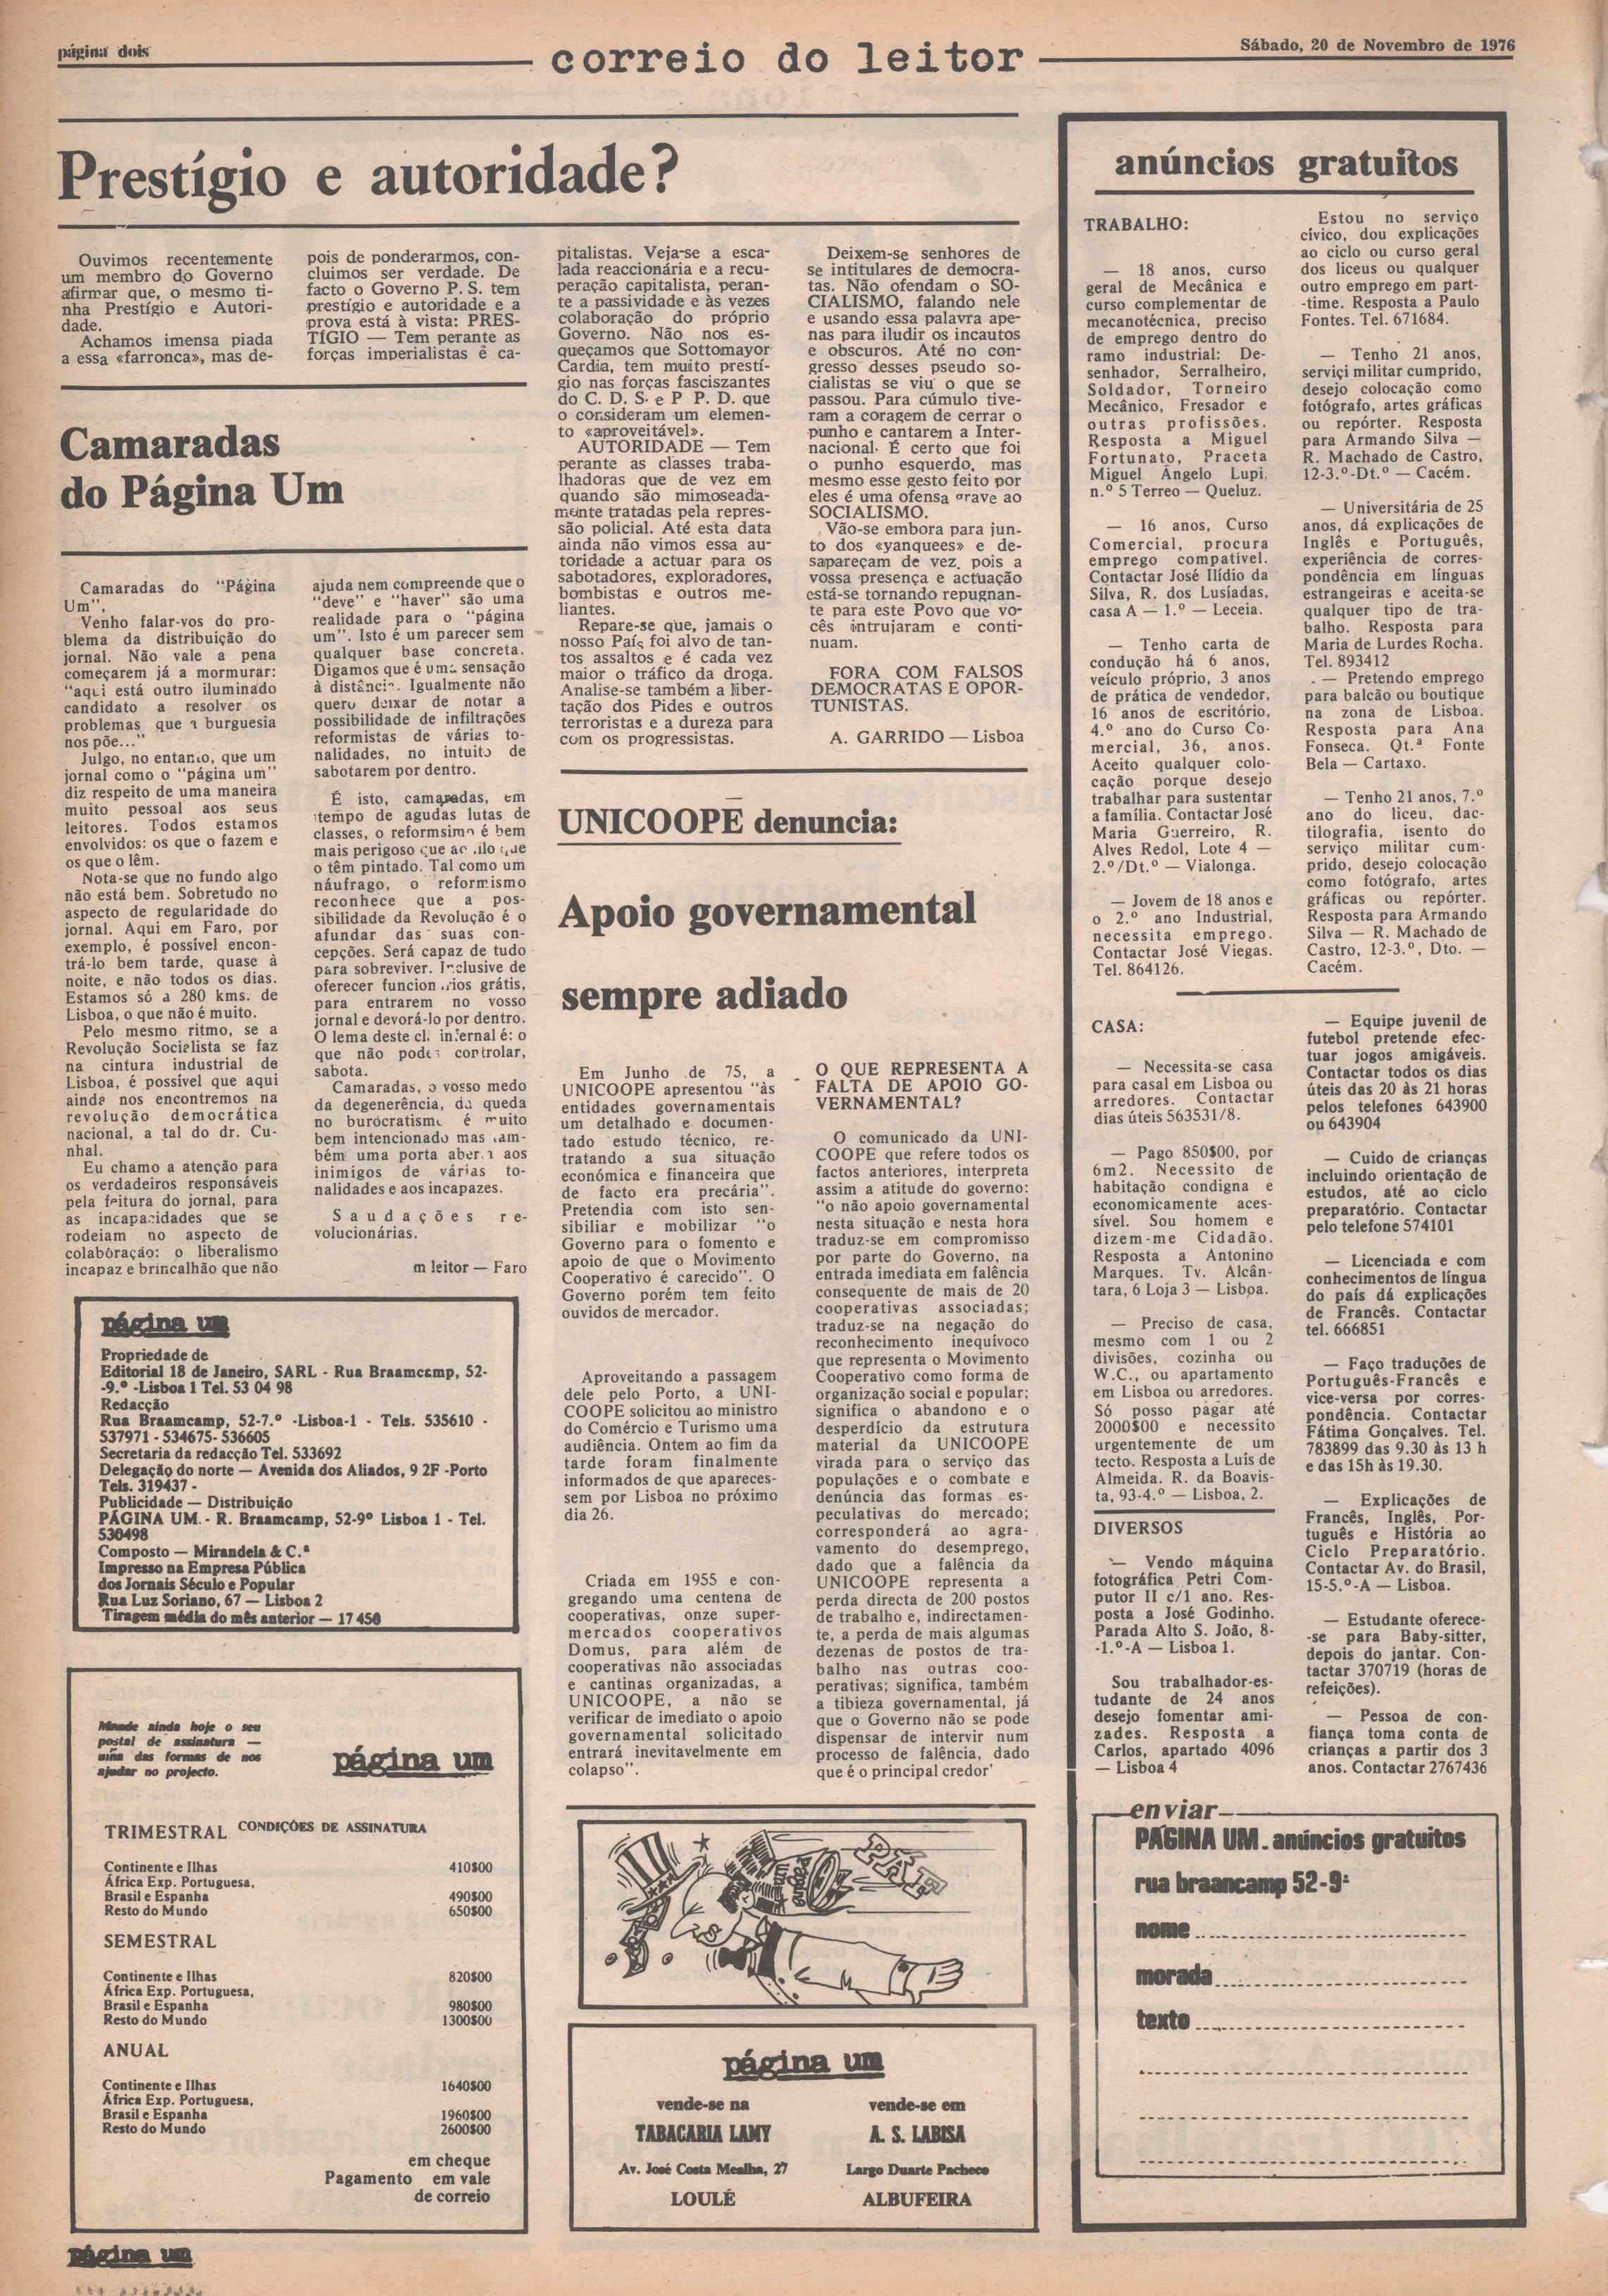 página dois
correio do leitor
Sábado, 20 de Novembro de 1976
Prestígio e autoridade?
Ouvimos recentemente
um membro do Governo
afirmar que, o mesmo ti-
nha Prestígio e Autori-
dade.
Achamos imensa piada
a essa «farronca», mas de-
pois de ponderarmos, con-
cluimos ser verdade. De
facto o Governo P. S. tem
prestígio e autoridade e a
prova está à vista: PRES-
TÍGIO — Tem perante as
forças imperialistas e ca-
pitalistas. Veja-se a esca-
lada reaccionária e a recu-
peração capitalista, peran-
te a passividade e às vezes
colaboração do próprio
Governo. Não nos es-
queçamos que Sottomayor
Cardia, tem muito prestí-
gio nas forças fasciszantes
do C. D. S. e P P. D. que
o consideram um elemen-
to «aproveitável».
AUTORIDADE — Tem
perante as classes traba-
lhadoras que de vez em
quando são mimoseada-
mente tratadas pela repres-
são policial. Até esta data
ainda não vimos essa au-
toridade a actuar para os
sabotadores, exploradores,
bombistas e outros me-
liantes.
Repare-se que, jamais o
nosso País foi alvo de tan-
tos assaltos e é cada vez
maior o tráfico da droga.
Analise-se também a liber-
tação dos Pides e outros
terroristas e a dureza para
com os progressistas.
Deixem-se senhores de
se intitulares de democra-
tas. Não ofendam o SO-
CIALISMO, falando nele
e usando essa palavra ape-
nas para iludir os incautos
e obscuros. Até no con-
gresso desses pseudo so-
cialistas se viu o que se
passou. Para cúmulo tive-
ram a coragem de cerrar o
punho e cantarem a Inter-
nacional. É certo que foi
o punho esquerdo, mas
mesmo esse gesto feito por
eles é uma ofensa grave ao
SOCIALISMO.
Vão-se embora para jun-
to dos «yanquees» e de-
sapareçam de vez, pois a
vossa presença e actuação
está-se tornando repugnan-
te para este Povo que vo-
cês intrujaram e conti-
nuam.
FORA COM FALSOS
DEMOCRATAS E OPOR-
TUNISTAS.
A. GARRIDO — Lisboa
Camaradas
do Página Um
Camaradas do "Página
Um",
Venho falar-vos do pro-
blema da distribuição do
jornal. Não vale a pena
começarem já a mormurar:
"aqui está outro iluminado
candidato a resolver os
problemas que a burguesia
nos põe..."
Julgo, no entanto, que um
jornal como o "página um"
diz respeito de uma maneira
muito pessoal aos seus
leitores. Todos estamos
envolvidos: os que o fazem e
os que o lêm.
Nota-se que no fundo algo
não está bem. Sobretudo no
aspecto de regularidade do
jornal. Aqui em Faro, por
exemplo, é possível encon-
trá-lo bem tarde, quase à
noite, e não todos os dias.
Estamos só a 280 kms. de
Lisboa, o que não é muito.
Pelo mesmo ritmo, se a
Revolução Socialista se faz
na cintura industrial de
Lisboa, é possível que aqui
ainda nos encontremos na
revolução democrática
nacional, a tal do dr. Cu-
nhal.
Eu chamo a atenção para
os verdadeiros responsáveis
pela feitura do jornal, para
as incapacidades que se
rodeiam no aspecto de
colaboração: o liberalismo
incapaz e brincalhão que não
ajuda nem compreende que o
"deve" e "haver" são uma
realidade para o "página
um". Isto é um parecer sem
qualquer base concreta.
Digamos que é uma sensação
à distância. Igualmente não
quero deixar de notar a
possibilidade de infiltrações
reformistas de várias to-
nalidades, no intuito de
sabotarem por dentro.
É isto, camaradas, em
tempo de agudas lutas de
classes, o reformsimo é bem
mais perigoso que aquilo que
o têm pintado. Tal como um
náufrago, o reformismo
reconhece que a pos-
sibilidade da Revolução é o
afundar das suas con-
cepções. Será capaz de tudo
para sobreviver. Inclusive de
oferecer funcionários grátis,
para entrarem no vosso
jornal e devorá-lo por dentro.
O lema deste infernal é: o
que não podes controlar,
sabota.
Camaradas, o vosso medo
da degenerência, da queda
no burocratismo é muito
bem intencionado mas tam-
bém uma porta aberta aos
inimigos de várias to-
nalidades e aos incapazes.
Saudações re-
volucionárias.
m leitor — Faro
UNICOOPE denuncia:
Apoio governamental
sempre adiado
Em Junho de 75, a
UNICOOPE apresentou "às
entidades governamentais
um detalhado e documen-
tado estudo técnico, re-
tratando a sua situação
económica e financeira que
de facto era precária".
Pretendia com isto sen-
sibiliar e mobilizar "o
Governo para o fomento e
apoio de que o Movimento
Cooperativo é carecido". O
Governo porém tem feito
ouvidos de mercador.
Aproveitando a passagem
dele pelo Porto, a UNI-
COOPE solicitou ao ministro
do Comércio e Turismo uma
audiência. Ontem ao fim da
tarde foram finalmente
informados de que apareces-
sem por Lisboa no próximo
dia 26.
Criada em 1955 e con-
gregando uma centena de
cooperativas, onze super-
mercados cooperativos
Domus, para além de
cooperativas não associadas
e cantinas organizadas, a
UNICOOPE, a não se
verificar de imediato o apoio
governamental solicitado
entrará inevitavelmente em
colapso".
O QUE REPRESENTA A
FALTA DE APOIO GO-
VERNAMENTAL?
O comunicado da UNI-
COOPE que refere todos os
factos anteriores, interpreta
assim a atitude do governo:
"o não apoio governamental
nesta situação e nesta hora
traduz-se em compromisso
por parte do Governo, na
entrada imediata em falência
consequente de mais de 20
cooperativas associadas;
traduz-se na negação do
reconhecimento inequívoco
que representa o Movimento
Cooperativo como forma de
organização social e popular;
significa o abandono e o
desperdício da estrutura
material da UNICOOPE
virada para o serviço das
populações e o combate e
denúncia das formas es-
peculativas do mercado;
corresponderá ao agra-
vamento do desemprego,
dado que a falência da
UNICOOPE representa a
perda directa de 200 postos
de trabalho e, indirectamen-
te, a perda de mais algumas
dezenas de postos de tra-
balho nas outras coo-
perativas; significa, também
a tibieza governamental, já
que o Governo não se pode
dispensar de intervir num
processo de falência, dado
que é o principal credor'
página um
Propriedade de
Editorial 18 de Janeiro, SARL - Rua Braamcamp, 52-
-9.º -Lisboa 1 Tel. 53 04 98
Redacção
Rua Braamcamp, 52-7.º -Lisboa-1 - Tels. 535610 -
537971 - 534675- 536605
Secretaria da redacção Tel. 533692
Delegação do norte — Avenida dos Aliados, 9 2F -Porto
Tels. 319437 -
Publicidade — Distribuição
PÁGINA UM. - R. Braamcamp, 52-9º Lisboa 1 - Tel.
530498
Composto — Mirandela & C.ª
Impresso na Empresa Pública
dos Jornais Século e Popular
Rua Luz Soriano, 67 — Lisboa 2
Tiragem média do mês anterior — 17 450
Mande ainda hoje o seu
postal de assinatura —
uma das formas de nos
ajudar no projecto.
página um
TRIMESTRAL CONDIÇÕES DE ASSINATURA
Continente e Ilhas 410$00
África Exp. Portuguesa,
Brasil e Espanha 490$00
Resto do Mundo 650$00
SEMESTRAL
Continente e Ilhas 820$00
África Exp. Portuguesa,
Brasil e Espanha 980$00
Resto do Mundo 1300$00
ANUAL
Continente e Ilhas 1640$00
África Exp. Portuguesa,
Brasil e Espanha 1960$00
Resto do Mundo 2600$00
em cheque
Pagamento em vale
de correio
página um
PÁF
página um
vende-se na
TABACARIA LAMY
Av. José Costa Mealha, 27
LOULÉ
vende-se em
A. S. LABISA
Largo Duarte Pacheco
ALBUFEIRA
anúncios gratuitos
TRABALHO:
— 18 anos, curso
geral de Mecânica e
curso complementar de
mecanotécnica, preciso
de emprego dentro do
ramo industrial: De-
senhador, Serralheiro,
Soldador, Torneiro
Mecânico, Fresador e
outras profissões.
Resposta a Miguel
Fortunato, Praceta
Miguel Ângelo Lupi,
n.º 5 Terreo — Queluz.
— 16 anos, Curso
Comercial, procura
emprego compatível.
Contactar José Ilídio da
Silva, R. dos Lusíadas,
casa A — 1.º — Leceia.
— Tenho carta de
condução há 6 anos,
veículo próprio, 3 anos
de prática de vendedor,
16 anos de escritório,
4.º ano do Curso Co-
mercial, 36, anos.
Aceito qualquer colo-
cação porque desejo
trabalhar para sustentar
a família. Contactar José
Maria Guerreiro, R.
Alves Redol, Lote 4 —
2.º/Dt.º — Vialonga.
— Jovem de 18 anos e
o 2.º ano Industrial,
necessita emprego.
Contactar José Viegas.
Tel. 864126.
Estou no serviço
cívico, dou explicações
ao ciclo ou curso geral
dos liceus ou qualquer
outro emprego em part-
-time. Resposta a Paulo
Fontes. Tel. 671684.
— Tenho 21 anos,
serviçi militar cumprido,
desejo colocação como
fotógrafo, artes gráficas
ou repórter. Resposta
para Armando Silva —
R. Machado de Castro,
12-3.º-Dt.º — Cacém.
— Universitária de 25
anos, dá explicações de
Inglês e Português,
experiência de corres-
pondência em línguas
estrangeiras e aceita-se
qualquer tipo de tra-
balho. Resposta para
Maria de Lurdes Rocha.
Tel. 893412
. — Pretendo emprego
para balcão ou boutique
na zona de Lisboa.
Resposta para Ana
Fonseca. Qt.ª Fonte
Bela — Cartaxo.
— Tenho 21 anos, 7.º
ano do liceu, dac-
tilografia, isento do
serviço militar cum-
prido, desejo colocação
como fotógrafo, artes
gráficas ou repórter.
Resposta para Armando
Silva — R. Machado de
Castro, 12-3.º, Dto. —
Cacém.
CASA:
— Necessita-se casa
para casal em Lisboa ou
arredores. Contactar
dias úteis 563531/8.
— Pago 850$00, por
6m2. Necessito de
habitação condigna e
economicamente aces-
sível. Sou homem e
dizem-me Cidadão.
Resposta a Antonino
Marques. Tv. Alcân-
tara, 6 Loja 3 — Lisboa.
— Preciso de casa,
mesmo com 1 ou 2
divisões, cozinha ou
W.C., ou apartamento
em Lisboa ou arredores.
Só posso pagar até
2000$00 e necessito
urgentemente de um
tecto. Resposta a Luís de
Almeida. R. da Boavis-
ta, 93-4.º — Lisboa, 2.
DIVERSOS
— Vendo máquina
fotográfica Petri Com-
putor II c/1 ano. Res-
posta a José Godinho.
Parada Alto S. João, 8-
-1.º-A — Lisboa 1.
Sou trabalhador-es-
tudante de 24 anos
desejo fomentar ami-
zades. Resposta a
Carlos, apartado 4096
— Lisboa 4
— Equipe juvenil de
futebol pretende efec-
tuar jogos amigáveis.
Contactar todos os dias
úteis das 20 às 21 horas
pelos telefones 643900
ou 643904
— Cuido de crianças
incluindo orientação de
estudos, até ao ciclo
preparatório. Contactar
pelo telefone 574101
— Licenciada e com
conhecimentos de língua
do país dá explicações
de Francês. Contactar
tel. 666851
— Faço traduções de
Português-Francês e
vice-versa por corres-
pondência. Contactar
Fátima Gonçalves. Tel.
783899 das 9.30 às 13 h
e das 15h às 19.30.
— Explicações de
Francês, Inglês, Por-
tuguês e História ao
Ciclo Preparatório.
Contactar Av. do Brasil,
15-5.º-A — Lisboa.
— Estudante oferece-
-se para Baby-sitter,
depois do jantar. Con-
tactar 370719 (horas de
refeições).
— Pessoa de con-
fiança toma conta de
crianças a partir dos 3
anos. Contactar 2767436
enviar
PÁGINA UM. anúncios gratuitos
rua braancamp 52-9º
nome
morada
texto
página um